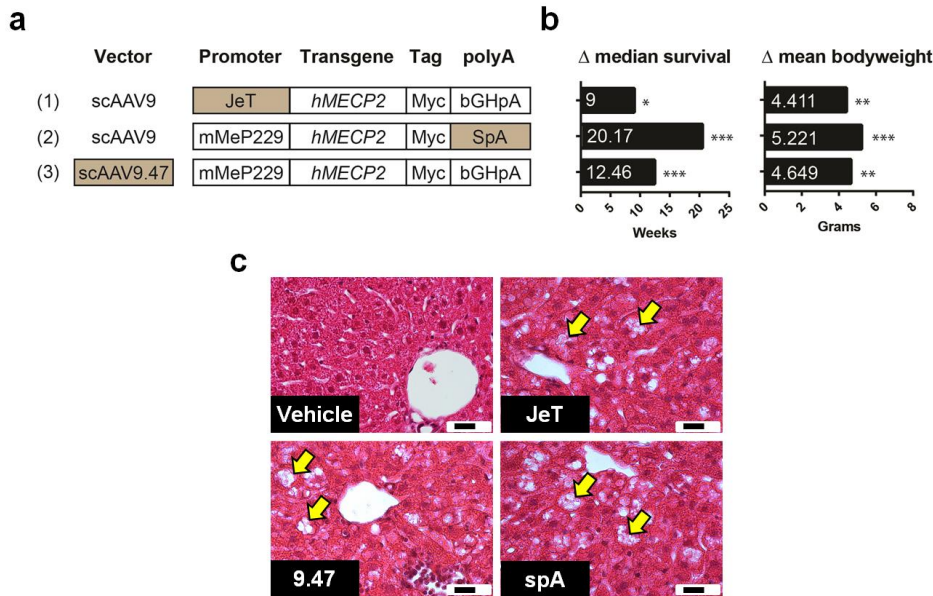 a
Vector Promoter Transgene Tag polyA
(1) scAAV9 JeT hMECP2 Myc bGHpA
(2) scAAV9 mMeP229 hMECP2 Myc SpA
(3) scAAV9.47 mMeP229 hMECP2 Myc bGHpA
b
Δ median survival
9 *
20.17 ***
12.46 ***
0 5 10 15 20 25
Weeks
Δ mean bodyweight
4.411 **
5.221 ***
4.649 **
0 2 4 6 8
Grams
c
Vehicle
JeT
9.47
spA